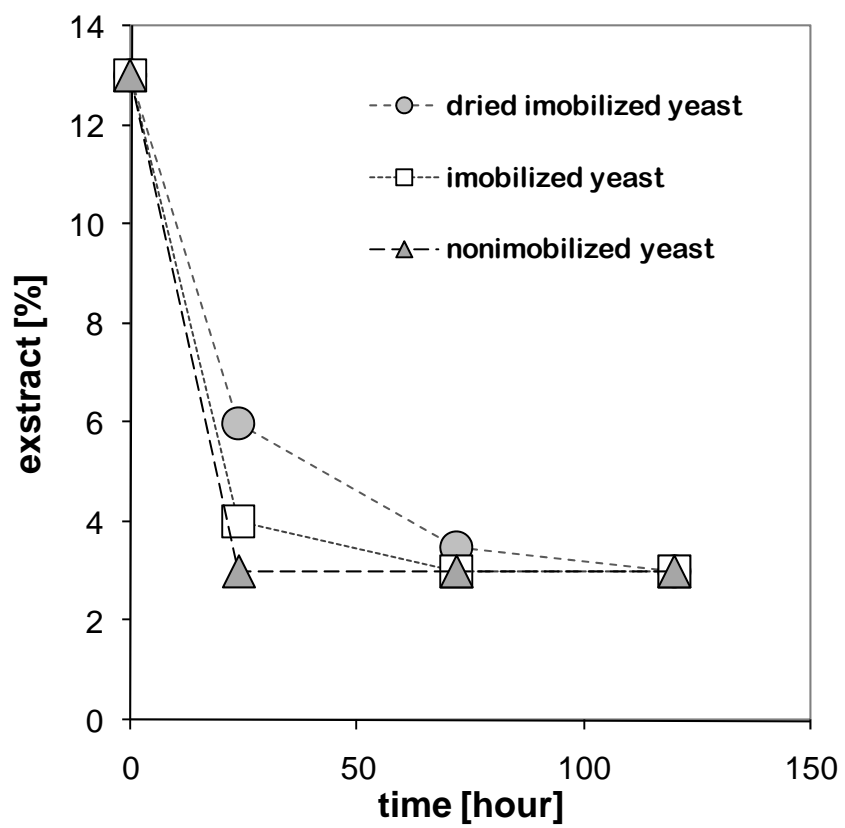 14
12
10
8
6
4
2
0
exstract [%]
dried imobilized yeast
imobilized yeast
nonimobilized yeast
0 50 100 150
time [hour]